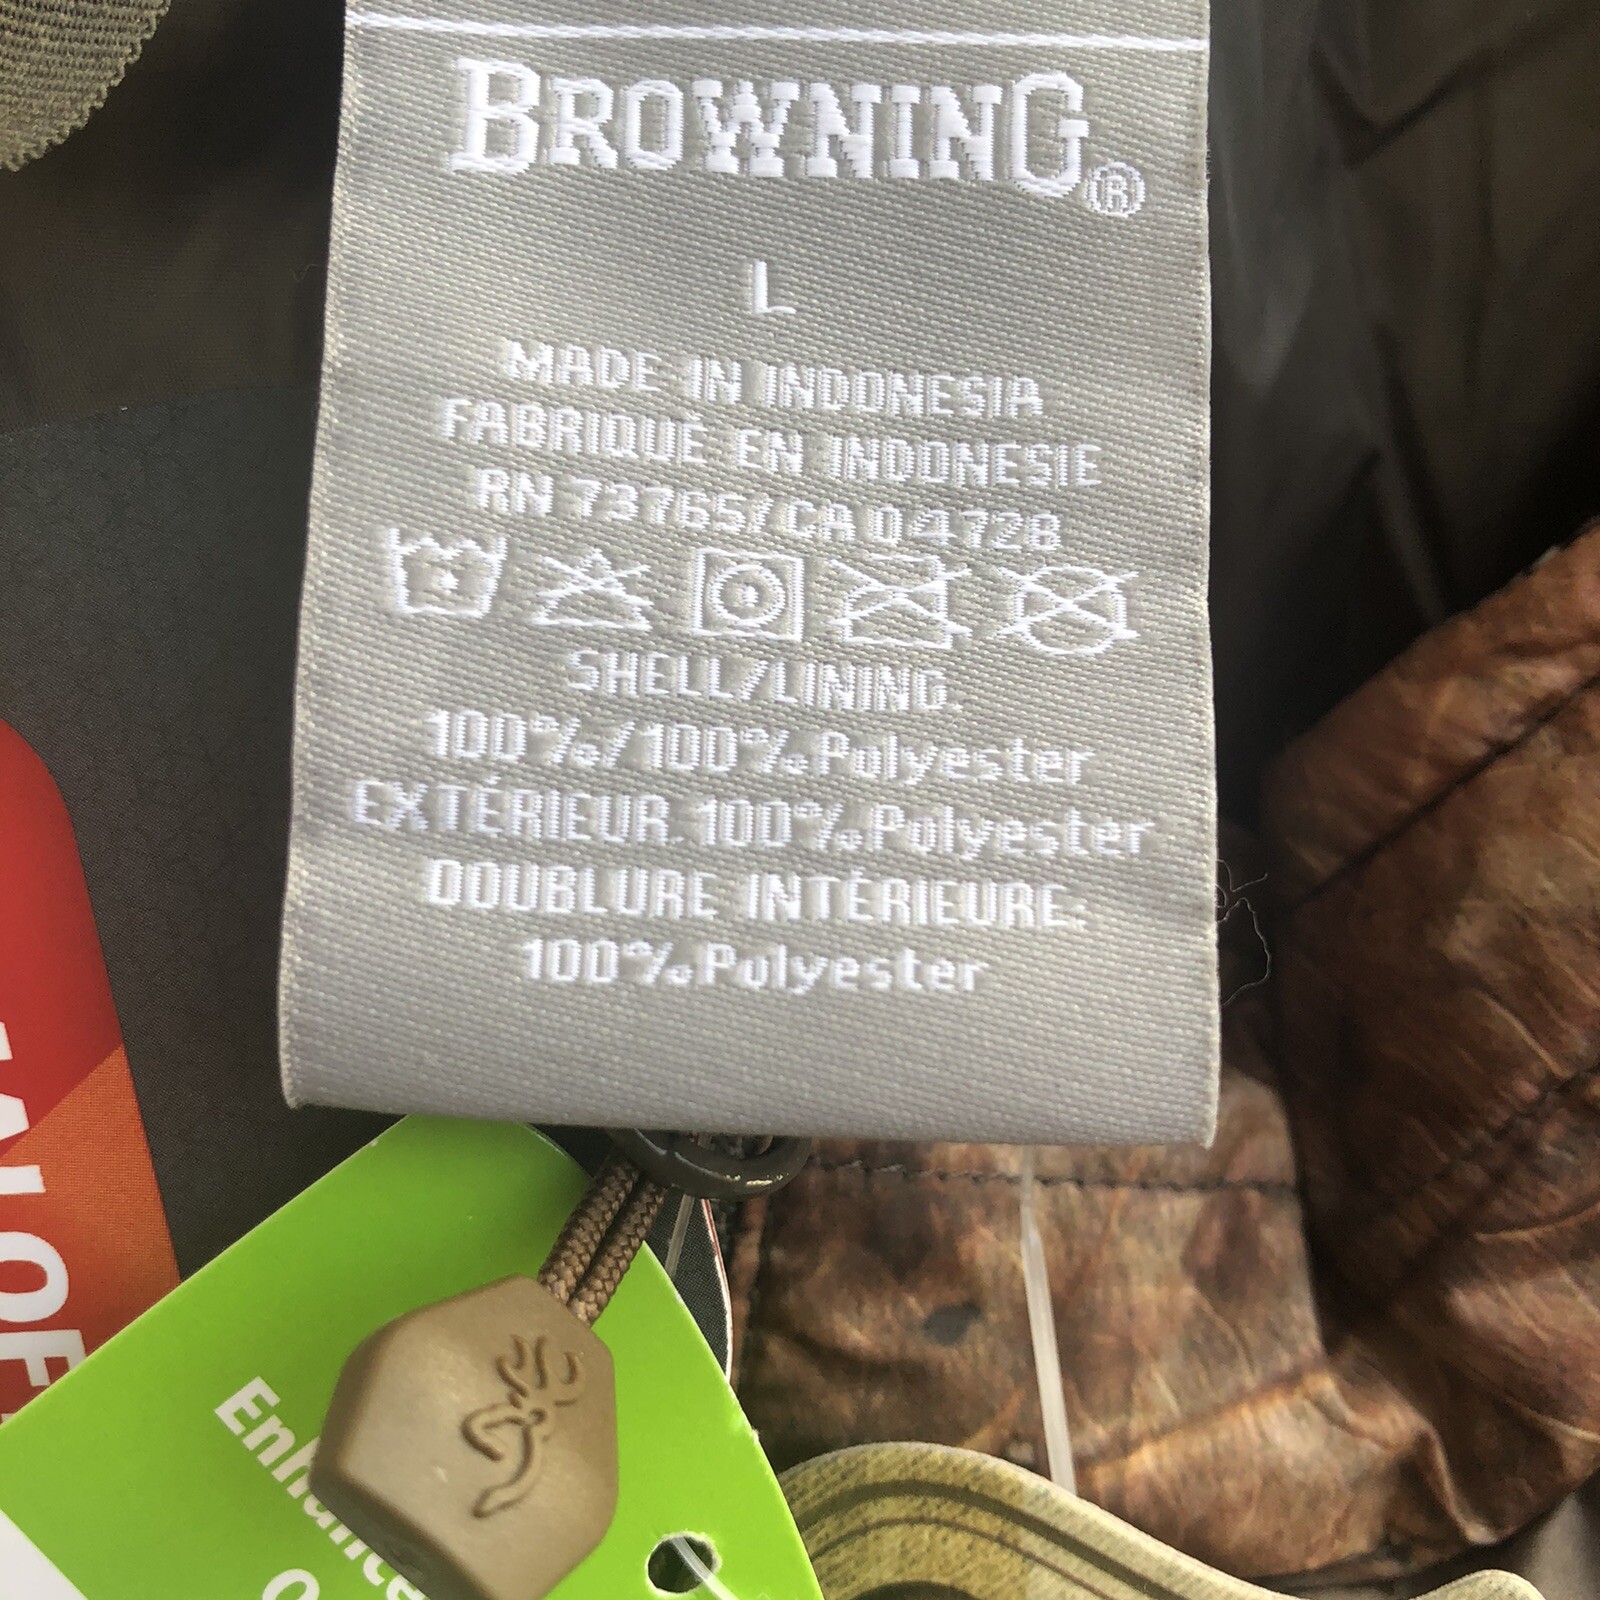 BROWNING®
L
MADE IN INDONESIA
FABRIQUÉ EN INDONESIE
RN 73765/CA 04728
SHELL/LINING:
100%/100% Polyester
EXTÉRIEUR: 100% Polyester
DOUBLURE INTÉRIEURE:
100% Polyester